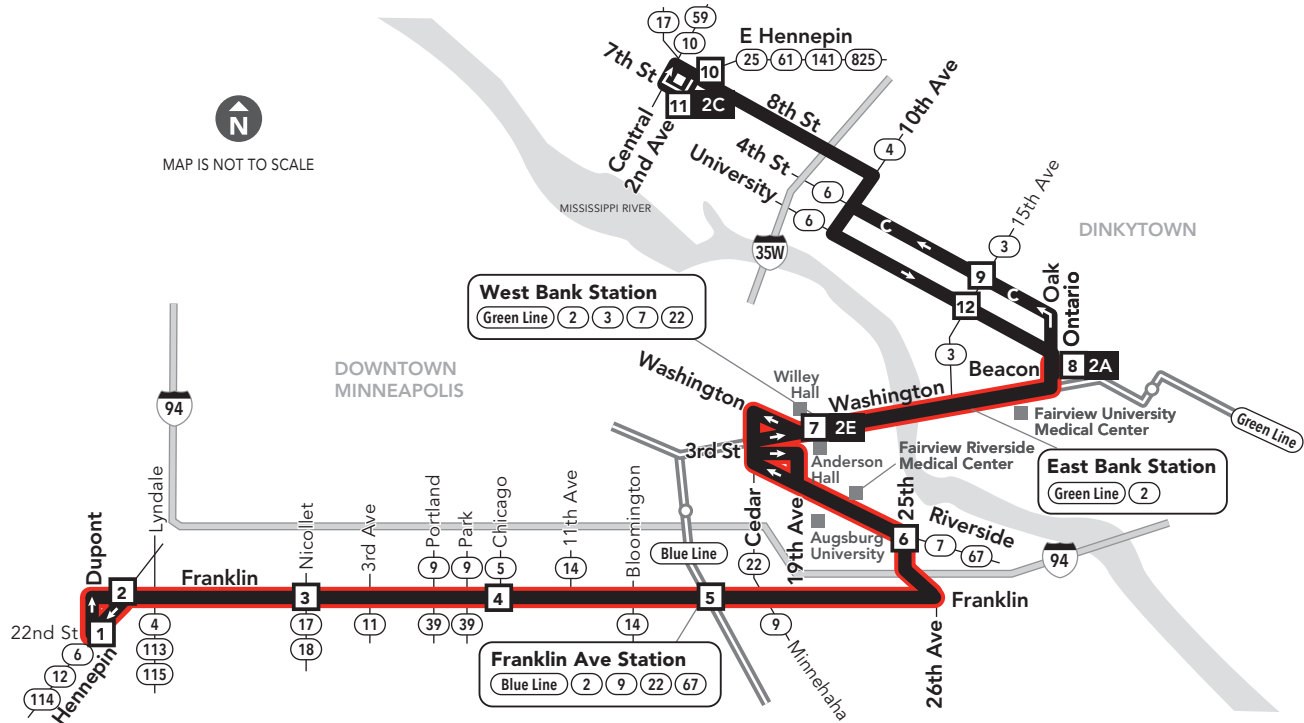 17
59
10
E Hennepin
25 61 141 825
7th St
10
11 2C
8th St
10th Ave
Central
2nd Ave
4th St
University
4
6
6
N
MAP IS NOT TO SCALE
MISSISSIPPI RIVER
35W
15th Ave
3
DINKYTOWN
C
9
C
12
Oak
Ontario
3
Beacon
8 2A
West Bank Station
Green Line 2 3 7 22
DOWNTOWN
MINNEAPOLIS
Washington
Willey
Hall
Washington
7 2E
Fairview University
Medical Center
Green Line
94
3rd St
Anderson
Hall
Fairview Riverside
Medical Center
East Bank Station
Green Line 2
Lyndale
Nicollet
3rd Ave
Portland
Park
Chicago
11th Ave
Bloomington
Cedar
19th Ave
25th
Augsburg
University
Riverside
6
7
67
94
9
9
5
14
Blue Line
22
Dupont
2
Franklin
3
4
5
Franklin
22nd St
1
6
12
114
Hennepin
4
113
115
17
18
11
39
39
14
9
Minnehaha
26th Ave
Franklin Ave Station
Blue Line 2 9 22 67